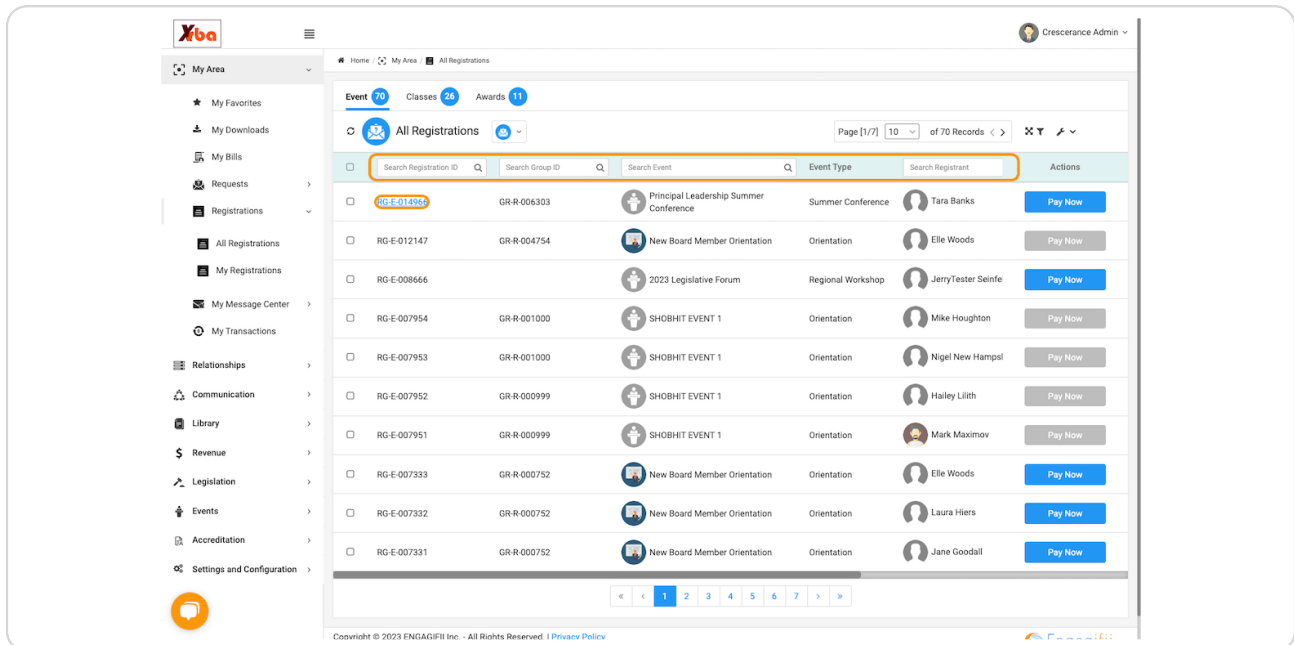 Xrba
Crescerance Admin
My Area
Home / My Area / All Registrations
My Favorites
My Downloads
My Bills
Requests
Registrations
All Registrations
My Registrations
My Message Center
My Transactions
Relationships
Communication
Library
Revenue
Legislation
Events
Accreditation
Settings and Configuration
Event 70 Classes 26 Awards 11
All Registrations Page [1/7] 10 of 70 Records
Search Registration ID Search Group ID Search Event Event Type Search Registrant Actions
RG-E-014966 GR-R-006303 Principal Leadership Summer Conference Summer Conference Tara Banks Pay Now
RG-E-012147 GR-R-004754 New Board Member Orientation Orientation Elle Woods Pay Now
RG-E-008666 2023 Legislative Forum Regional Workshop JerryTester Seinfe Pay Now
RG-E-007954 GR-R-001000 SHOBHIT EVENT 1 Orientation Mike Houghton Pay Now
RG-E-007953 GR-R-001000 SHOBHIT EVENT 1 Orientation Nigel New Hampsl Pay Now
RG-E-007952 GR-R-000999 SHOBHIT EVENT 1 Orientation Hailey Lilith Pay Now
RG-E-007951 GR-R-000999 SHOBHIT EVENT 1 Orientation Mark Maximov Pay Now
RG-E-007333 GR-R-000752 New Board Member Orientation Orientation Elle Woods Pay Now
RG-E-007332 GR-R-000752 New Board Member Orientation Orientation Laura Hiers Pay Now
RG-E-007331 GR-R-000752 New Board Member Orientation Orientation Jane Goodall Pay Now
« ‹ 1 2 3 4 5 6 7 › »
Copyright © 2023 ENGAGIFII Inc. - All Rights Reserved. | Privacy Policy Engagifii